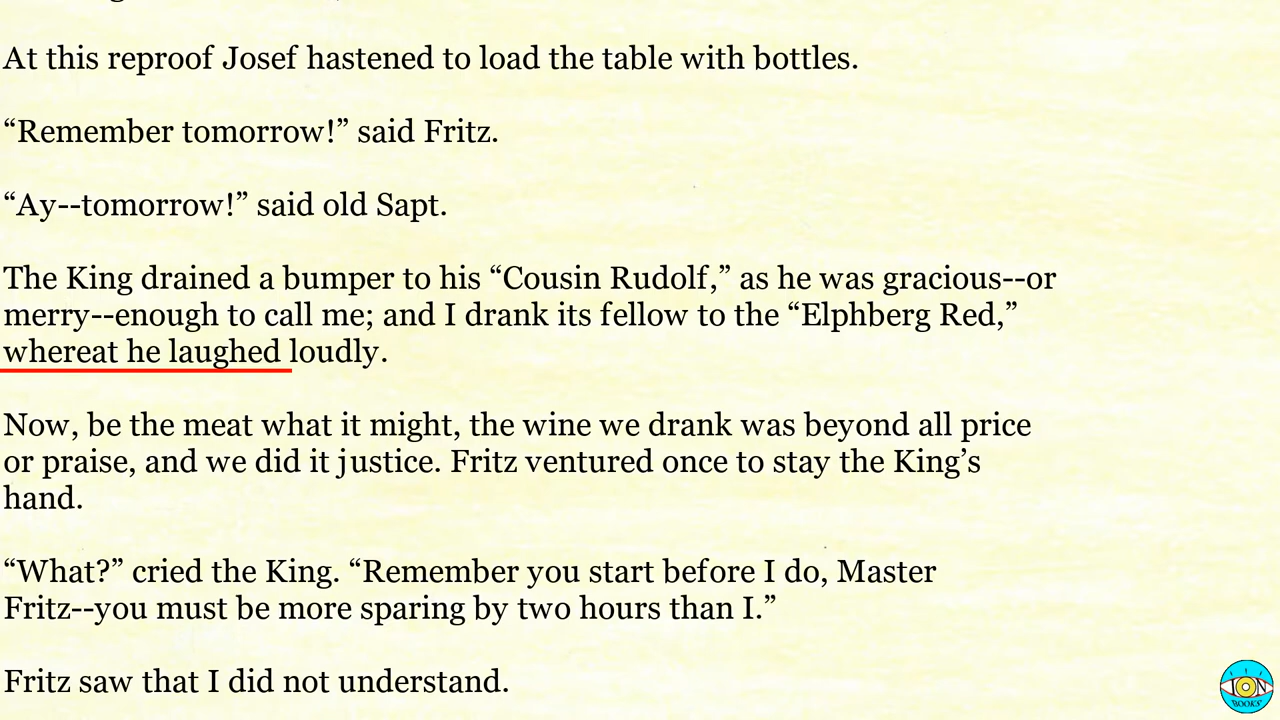 At this reproof Josef hastened to load the table with bottles.
“Remember tomorrow!” said Fritz.
“Ay--tomorrow!” said old Sapt.
The King drained a bumper to his “Cousin Rudolf,” as he was gracious--or
merry--enough to call me; and I drank its fellow to the “Elphberg Red,”
whereat he laughed loudly.
Now, be the meat what it might, the wine we drank was beyond all price
or praise, and we did it justice. Fritz ventured once to stay the King’s
hand.
“What?” cried the King. “Remember you start before I do, Master
Fritz--you must be more sparing by two hours than I.”
Fritz saw that I did not understand.
ION
BOOKS